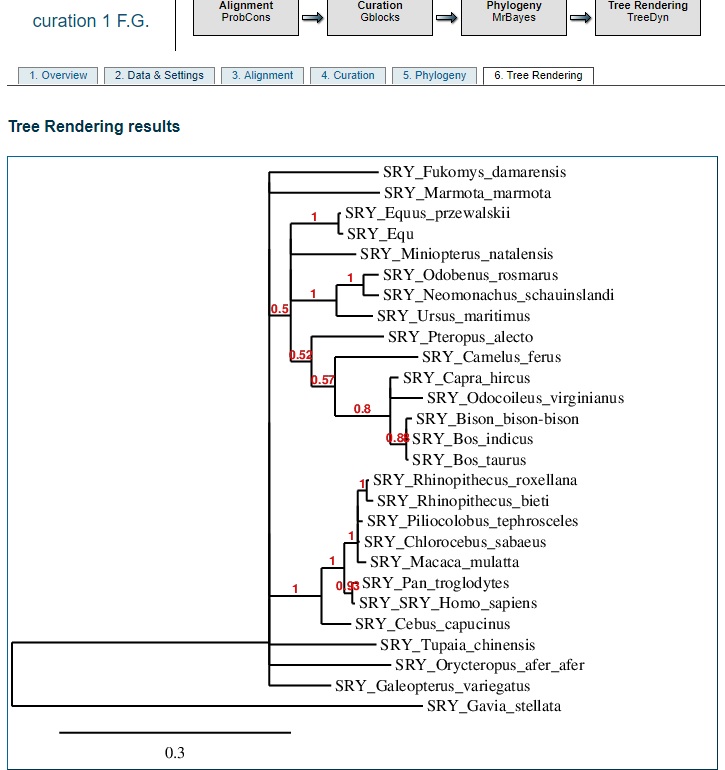 curation 1 F.G.
Alignment
ProbCons
Curation
Gblocks
Phylogeny
MrBayes
Tree Rendering
TreeDyn
1. Overview
2. Data & Settings
3. Alignment
4. Curation
5. Phylogeny
6. Tree Rendering
Tree Rendering results
SRY_Fukomys_damarensis
SRY_Marmota_marmota
1
SRY_Equus_przewalskii
SRY_Equ
SRY_Miniopterus_natalensis
1
SRY_Odobenus_rosmarus
1
SRY_Neomonachus_schauinslandi
0.5
SRY_Ursus_maritimus
SRY_Pteropus_alecto
0.52
SRY_Camelus_ferus
0.57
SRY_Capra_hircus
SRY_Odocoileus_virginianus
0.8
SRY_Bison_bison-bison
SRY_Bos_indicus
SRY_Bos_taurus
1
SRY_Rhinopithecus_roxellana
SRY_Rhinopithecus_bieti
SRY_Piliocolobus_tephrosceles
1
SRY_Chlorocebus_sabaeus
1
SRY_Macaca_mulatta
0.93
SRY_Pan_troglodytes
1
SRY_SRY_Homo_sapiens
SRY_Cebus_capucinus
SRY_Tupaia_chinensis
SRY_Orycteropus_afer_afer
SRY_Galeopterus_variegatus
SRY_Gavia_stellata
0.3